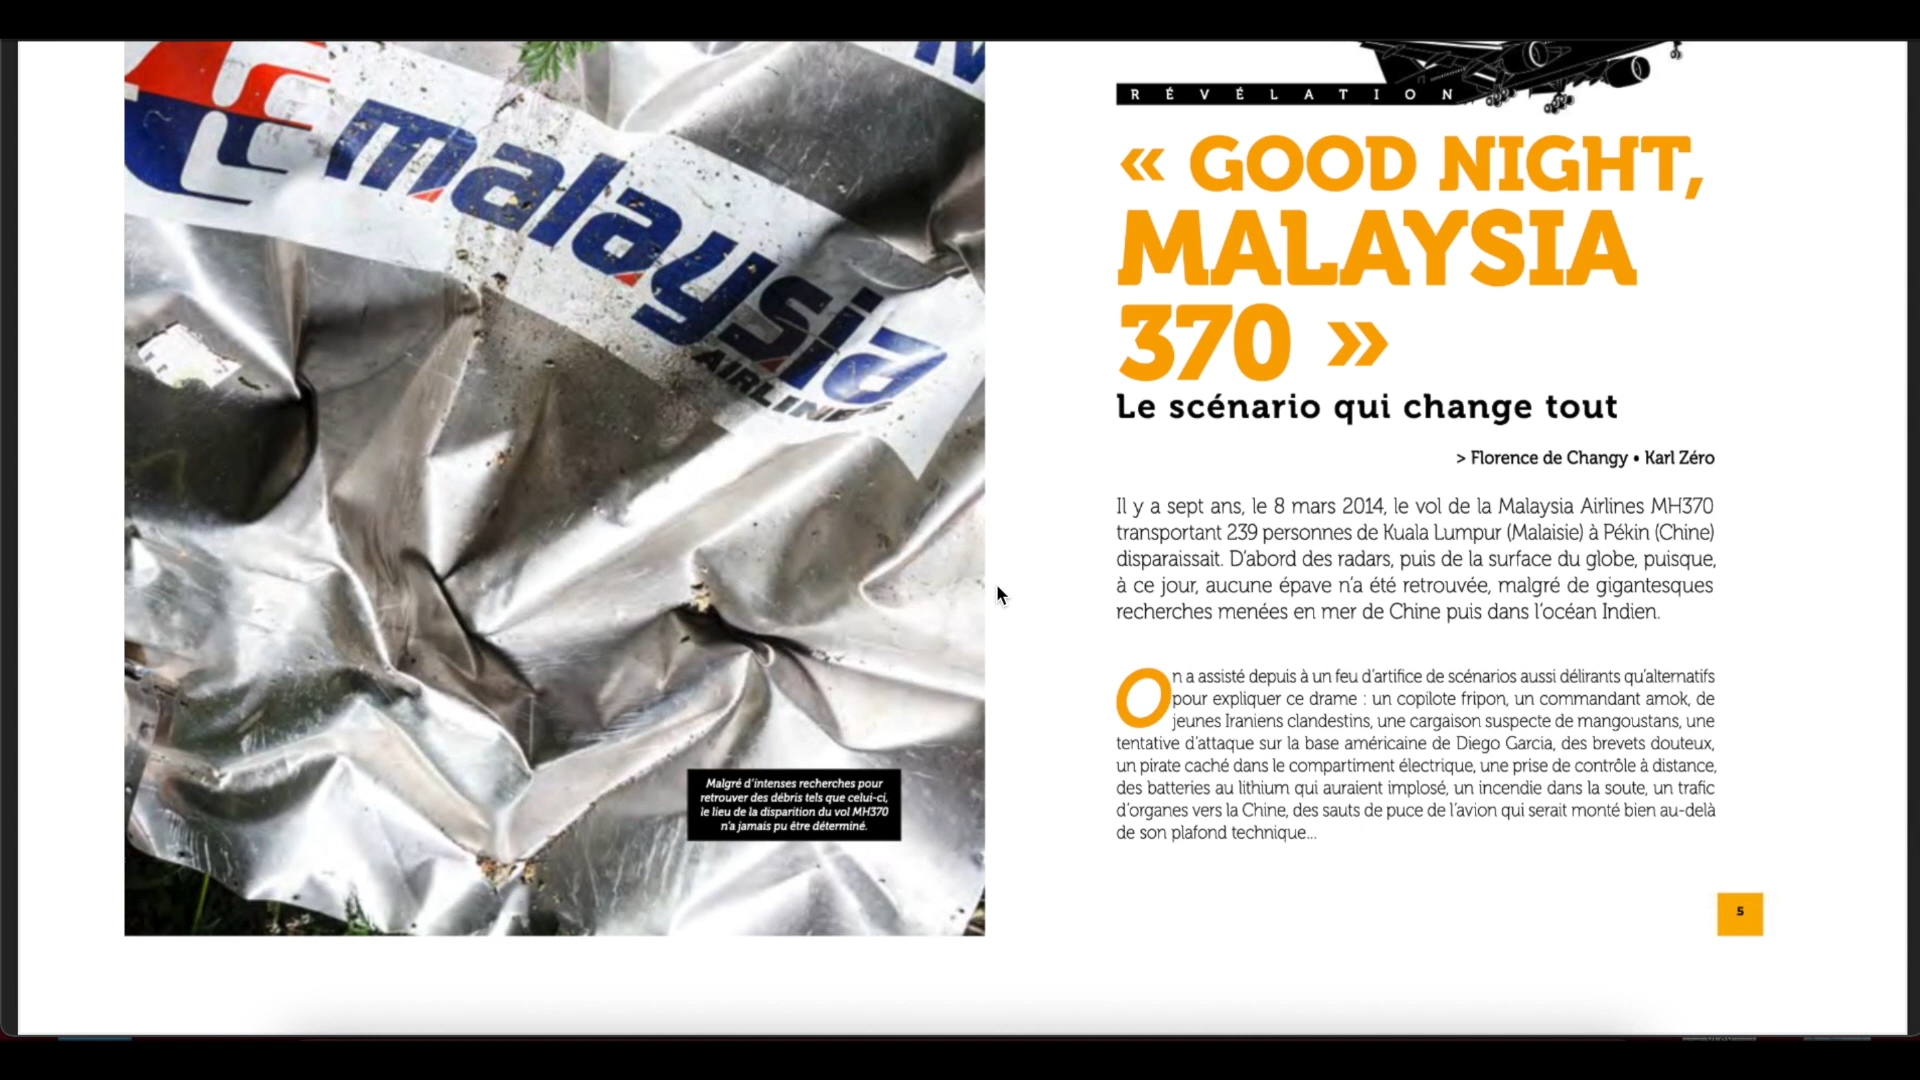 malaysia
AIRLINES
Malgré d'intenses recherches pour
retrouver des débris tels que celui-ci,
le lieu de la disparition du vol MH370
n'a jamais pu être déterminé.
RÉVÉLATION
« GOOD NIGHT,
MALAYSIA
370 »
Le scénario qui change tout
> Florence de Changy • Karl Zéro
Il y a sept ans, le 8 mars 2014, le vol de la Malaysia Airlines MH370
transportant 239 personnes de Kuala Lumpur (Malaisie) à Pékin (Chine)
disparaissait. D'abord des radars, puis de la surface du globe, puisque,
à ce jour, aucune épave n'a été retrouvée, malgré de gigantesques
recherches menées en mer de Chine puis dans l'océan Indien.
On a assisté depuis à un feu d'artifice de scénarios aussi délirants qu'alternatifs
pour expliquer ce drame : un copilote fripon, un commandant amok, de
jeunes Iraniens clandestins, une cargaison suspecte de mangoustans, une
tentative d'attaque sur la base américaine de Diego Garcia, des brevets douteux,
un pirate caché dans le compartiment électrique, une prise de contrôle à distance,
des batteries au lithium qui auraient implosé, un incendie dans la soute, un trafic
d'organes vers la Chine, des sauts de puce de l'avion qui serait monté bien au-delà
de son plafond technique...
5